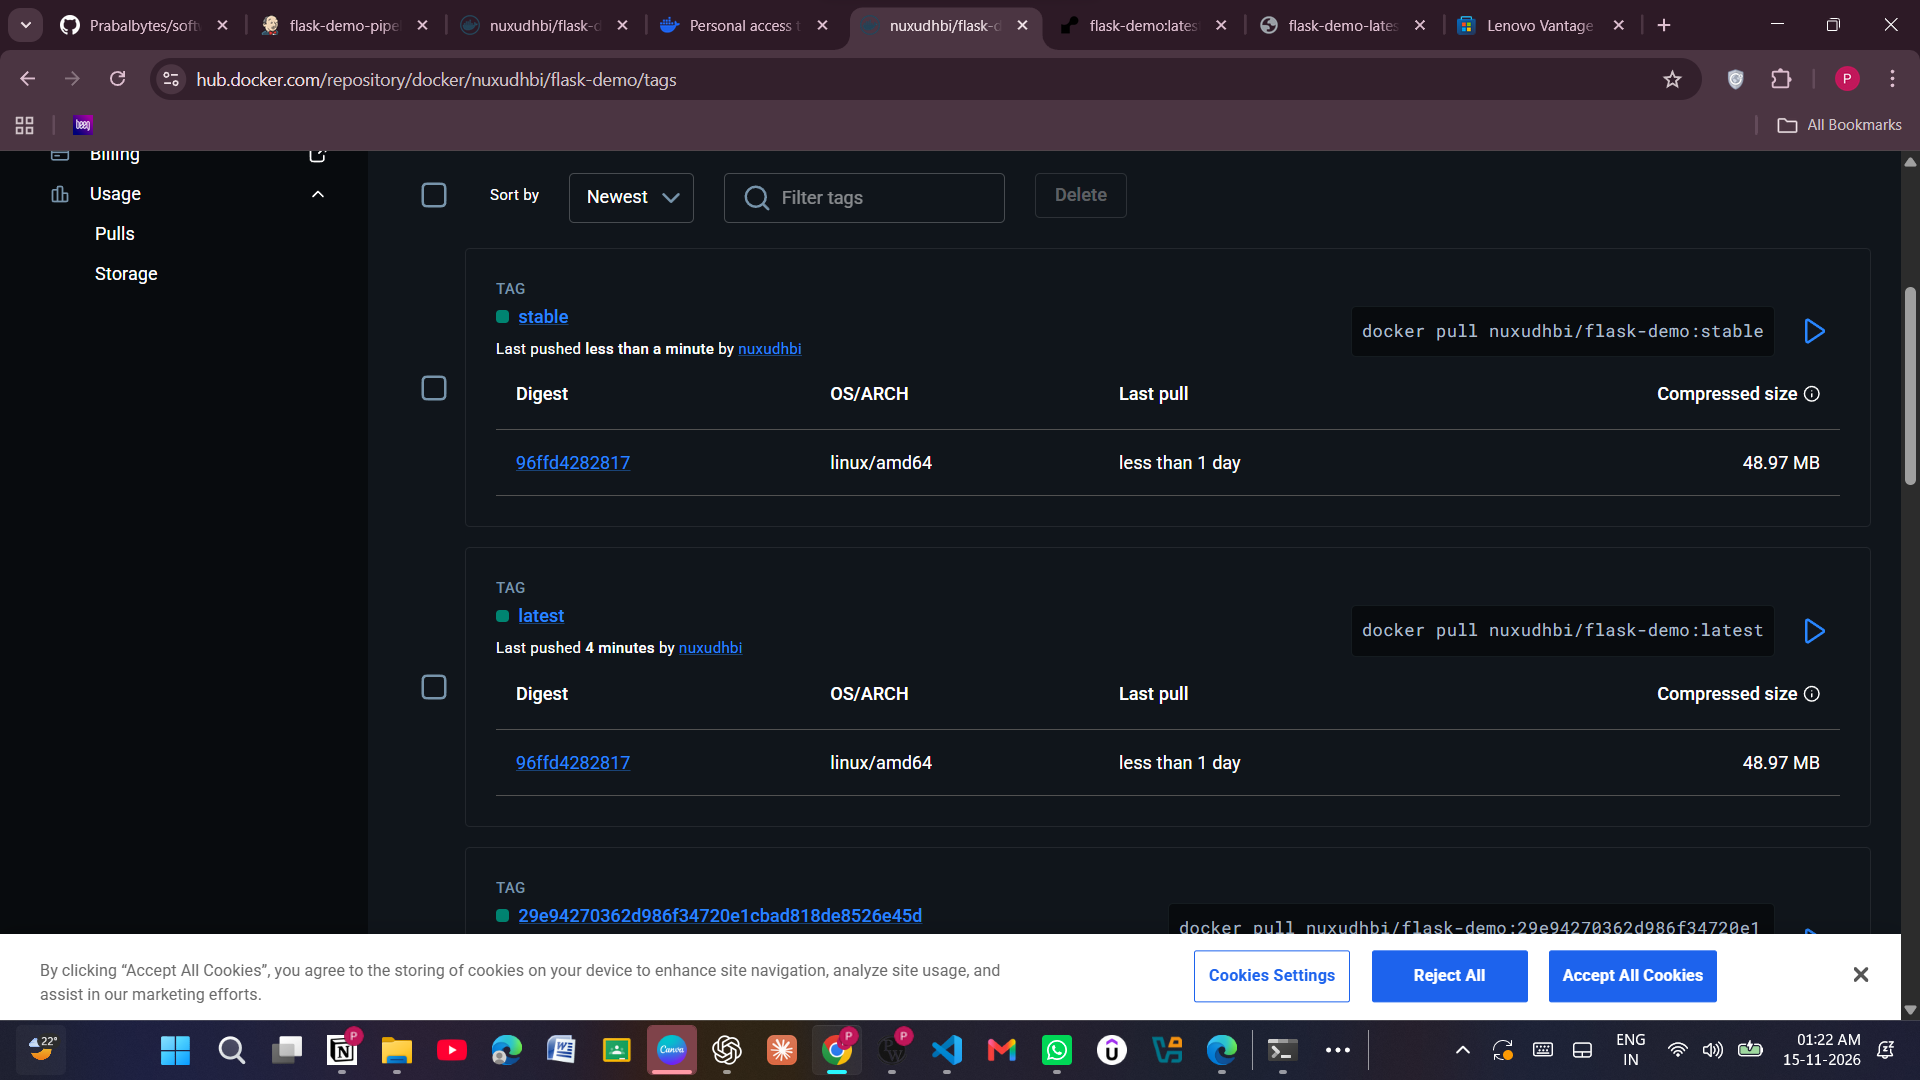 Prabalbytes/soft
flask-demo-pipe
nuxudhbi/flask-d
Personal access t
nuxudhbi/flask-d
flask-demo:lates
flask-demo-lates
Lenovo Vantage
hub.docker.com/repository/docker/nuxudhbi/flask-demo/tags
P
beeg
All Bookmarks
Billing
Usage
Pulls
Storage
Sort by
Newest
Filter tags
Delete
TAG
stable
docker pull nuxudhbi/flask-demo:stable
Last pushed less than a minute by nuxudhbi
Digest OS/ARCH Last pull Compressed size
96ffd4282817 linux/amd64 less than 1 day 48.97 MB
TAG
latest
docker pull nuxudhbi/flask-demo:latest
Last pushed 4 minutes by nuxudhbi
Digest OS/ARCH Last pull Compressed size
96ffd4282817 linux/amd64 less than 1 day 48.97 MB
TAG
29e94270362d986f34720e1cbad818de8526e45d
docker pull nuxudhbi/flask-demo:29e94270362d986f34720e1
By clicking “Accept All Cookies”, you agree to the storing of cookies on your device to enhance site navigation, analyze site usage, and
assist in our marketing efforts.
Cookies Settings
Reject All
Accept All Cookies
22°
P
Canva
P
P
ENG
IN
01:22 AM
15-11-2026